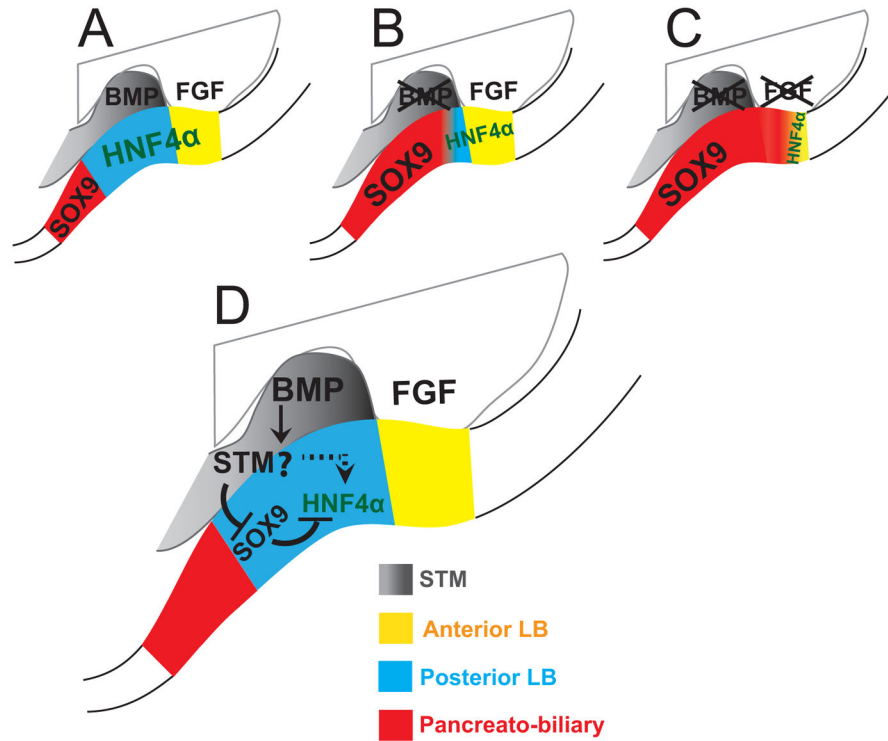 A
BMP
FGF
HNF4α
SOX9
B
BMP
FGF
HNF4α
SOX9
C
BMP
FGF
HNF4α
SOX9
D
BMP
FGF
STM?
HNF4α
SOX9
STM
Anterior LB
Posterior LB
Pancreato-biliary